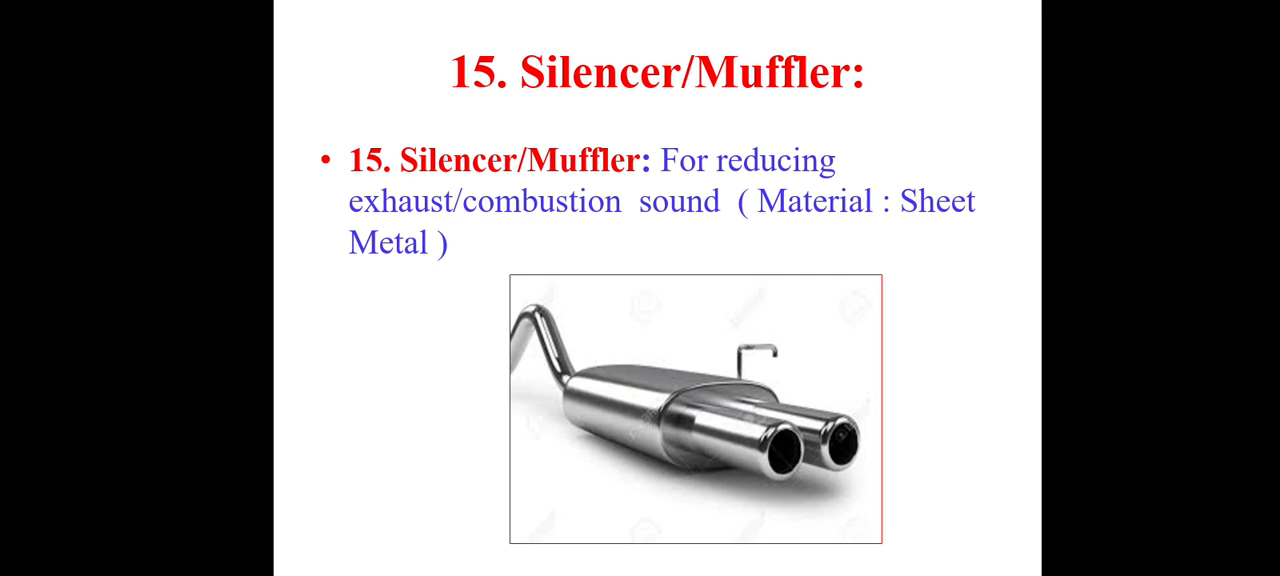 15. Silencer/Muffler:
• 15. Silencer/Muffler: For reducing
exhaust/combustion sound ( Material : Sheet
Metal )